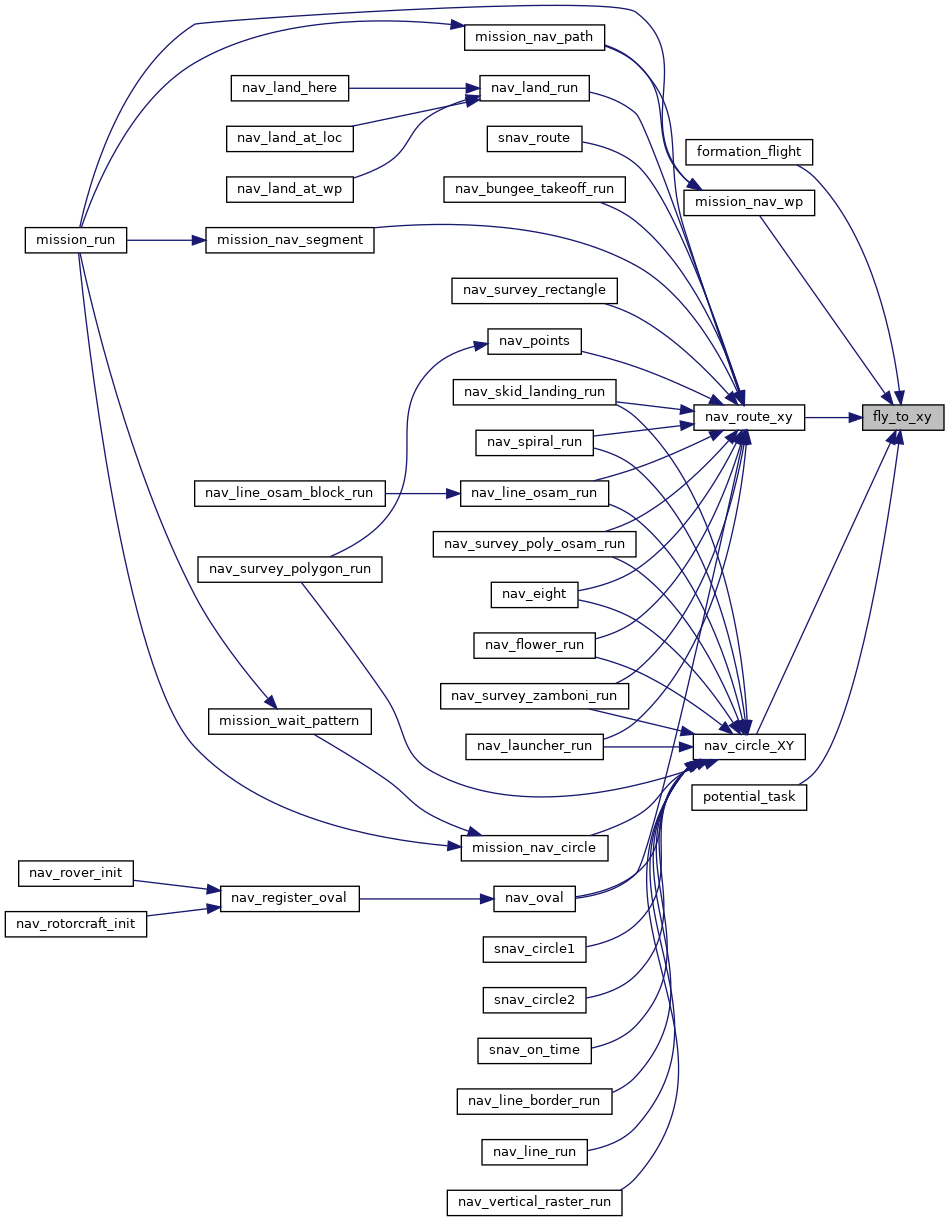 mission_nav_path
nav_land_here
nav_land_run
nav_land_at_loc
snav_route
formation_flight
nav_land_at_wp
nav_bungee_takeoff_run
mission_nav_wp
mission_run
mission_nav_segment
nav_survey_rectangle
nav_points
nav_skid_landing_run
nav_route_xy
fly_to_xy
nav_spiral_run
nav_line_osam_block_run
nav_line_osam_run
nav_survey_poly_osam_run
nav_survey_polygon_run
nav_eight
nav_flower_run
nav_survey_zamboni_run
mission_wait_pattern
nav_launcher_run
nav_circle_XY
potential_task
mission_nav_circle
nav_rover_init
nav_register_oval
nav_oval
nav_rotorcraft_init
snav_circle1
snav_circle2
snav_on_time
nav_line_border_run
nav_line_run
nav_vertical_raster_run